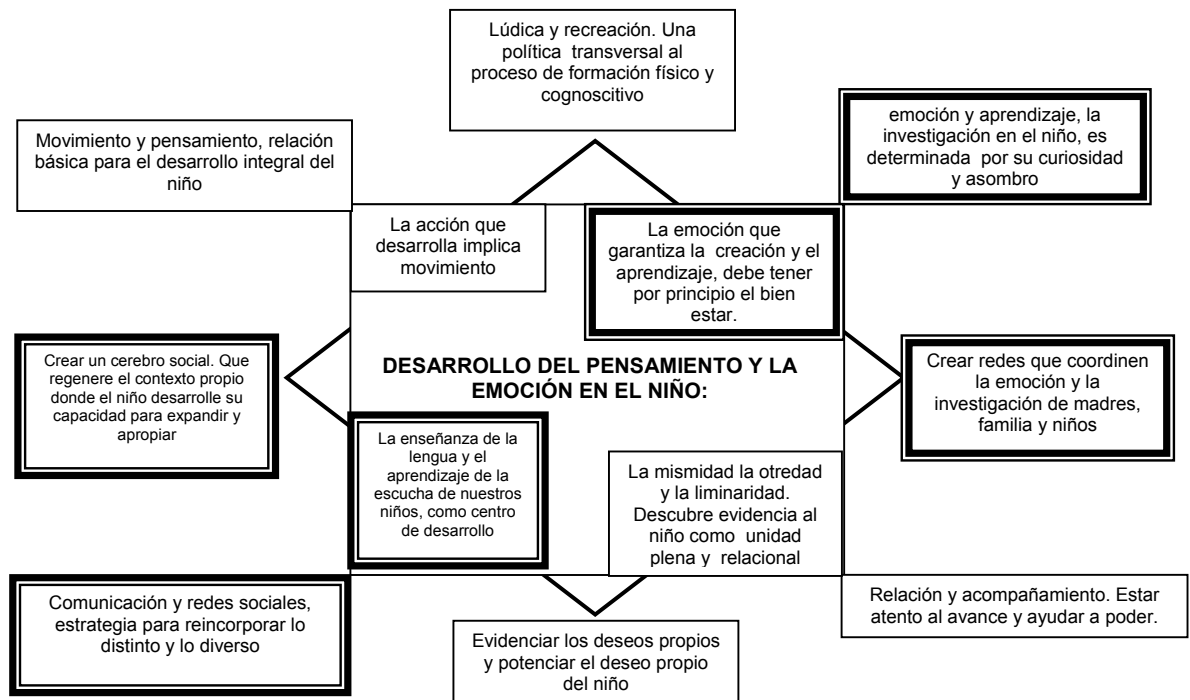 Lúdica y recreación. Una
política transversal al
proceso de formación físico y
cognoscitivo
Movimiento y pensamiento, relación
básica para el desarrollo integral del
niño
emoción y aprendizaje, la
investigación en el niño, es
determinada por su curiosidad
y asombro
La acción que
desarrolla implica
movimiento
La emoción que
garantiza la creación y el
aprendizaje, debe tener
por principio el bien
estar.
Crear un cerebro social. Que
regenere el contexto propio
donde el niño desarrolle su
capacidad para expandir y
apropiar
DESARROLLO DEL PENSAMIENTO Y LA
EMOCIÓN EN EL NIÑO:
Crear redes que coordinen
la emoción y la
investigación de madres,
familia y niños
La enseñanza de la
lengua y el
aprendizaje de la
escucha de nuestros
niños, como centro
de desarrollo
La mismidad la otredad
y la liminaridad.
Descubre evidencia al
niño como unidad
plena y relacional
Comunicación y redes sociales,
estrategia para reincorporar lo
distinto y lo diverso
Evidenciar los deseos propios
y potenciar el deseo propio
del niño
Relación y acompañamiento. Estar
atento al avance y ayudar a poder.